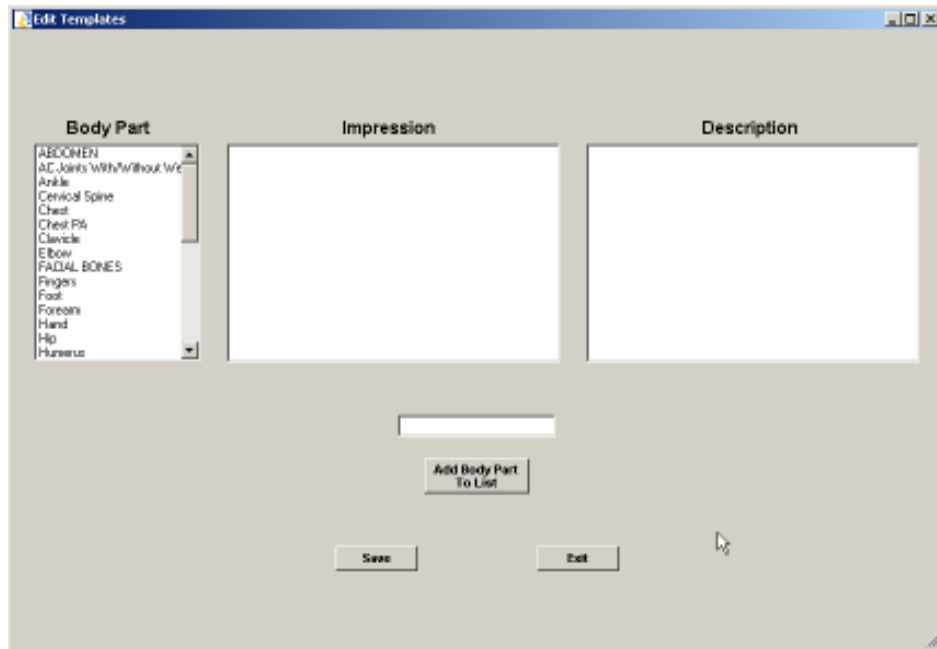 Edit Templates
Body Part
Impression
Description
ABDOMEN
AC Joints With/Without We
Ankle
Cervical Spine
Chest
Chest PA
Clavicle
Elbow
FACIAL BONES
Fingers
Foot
Forearm
Hand
Hip
Humerus
Add Body Part
To List
Save
Exit